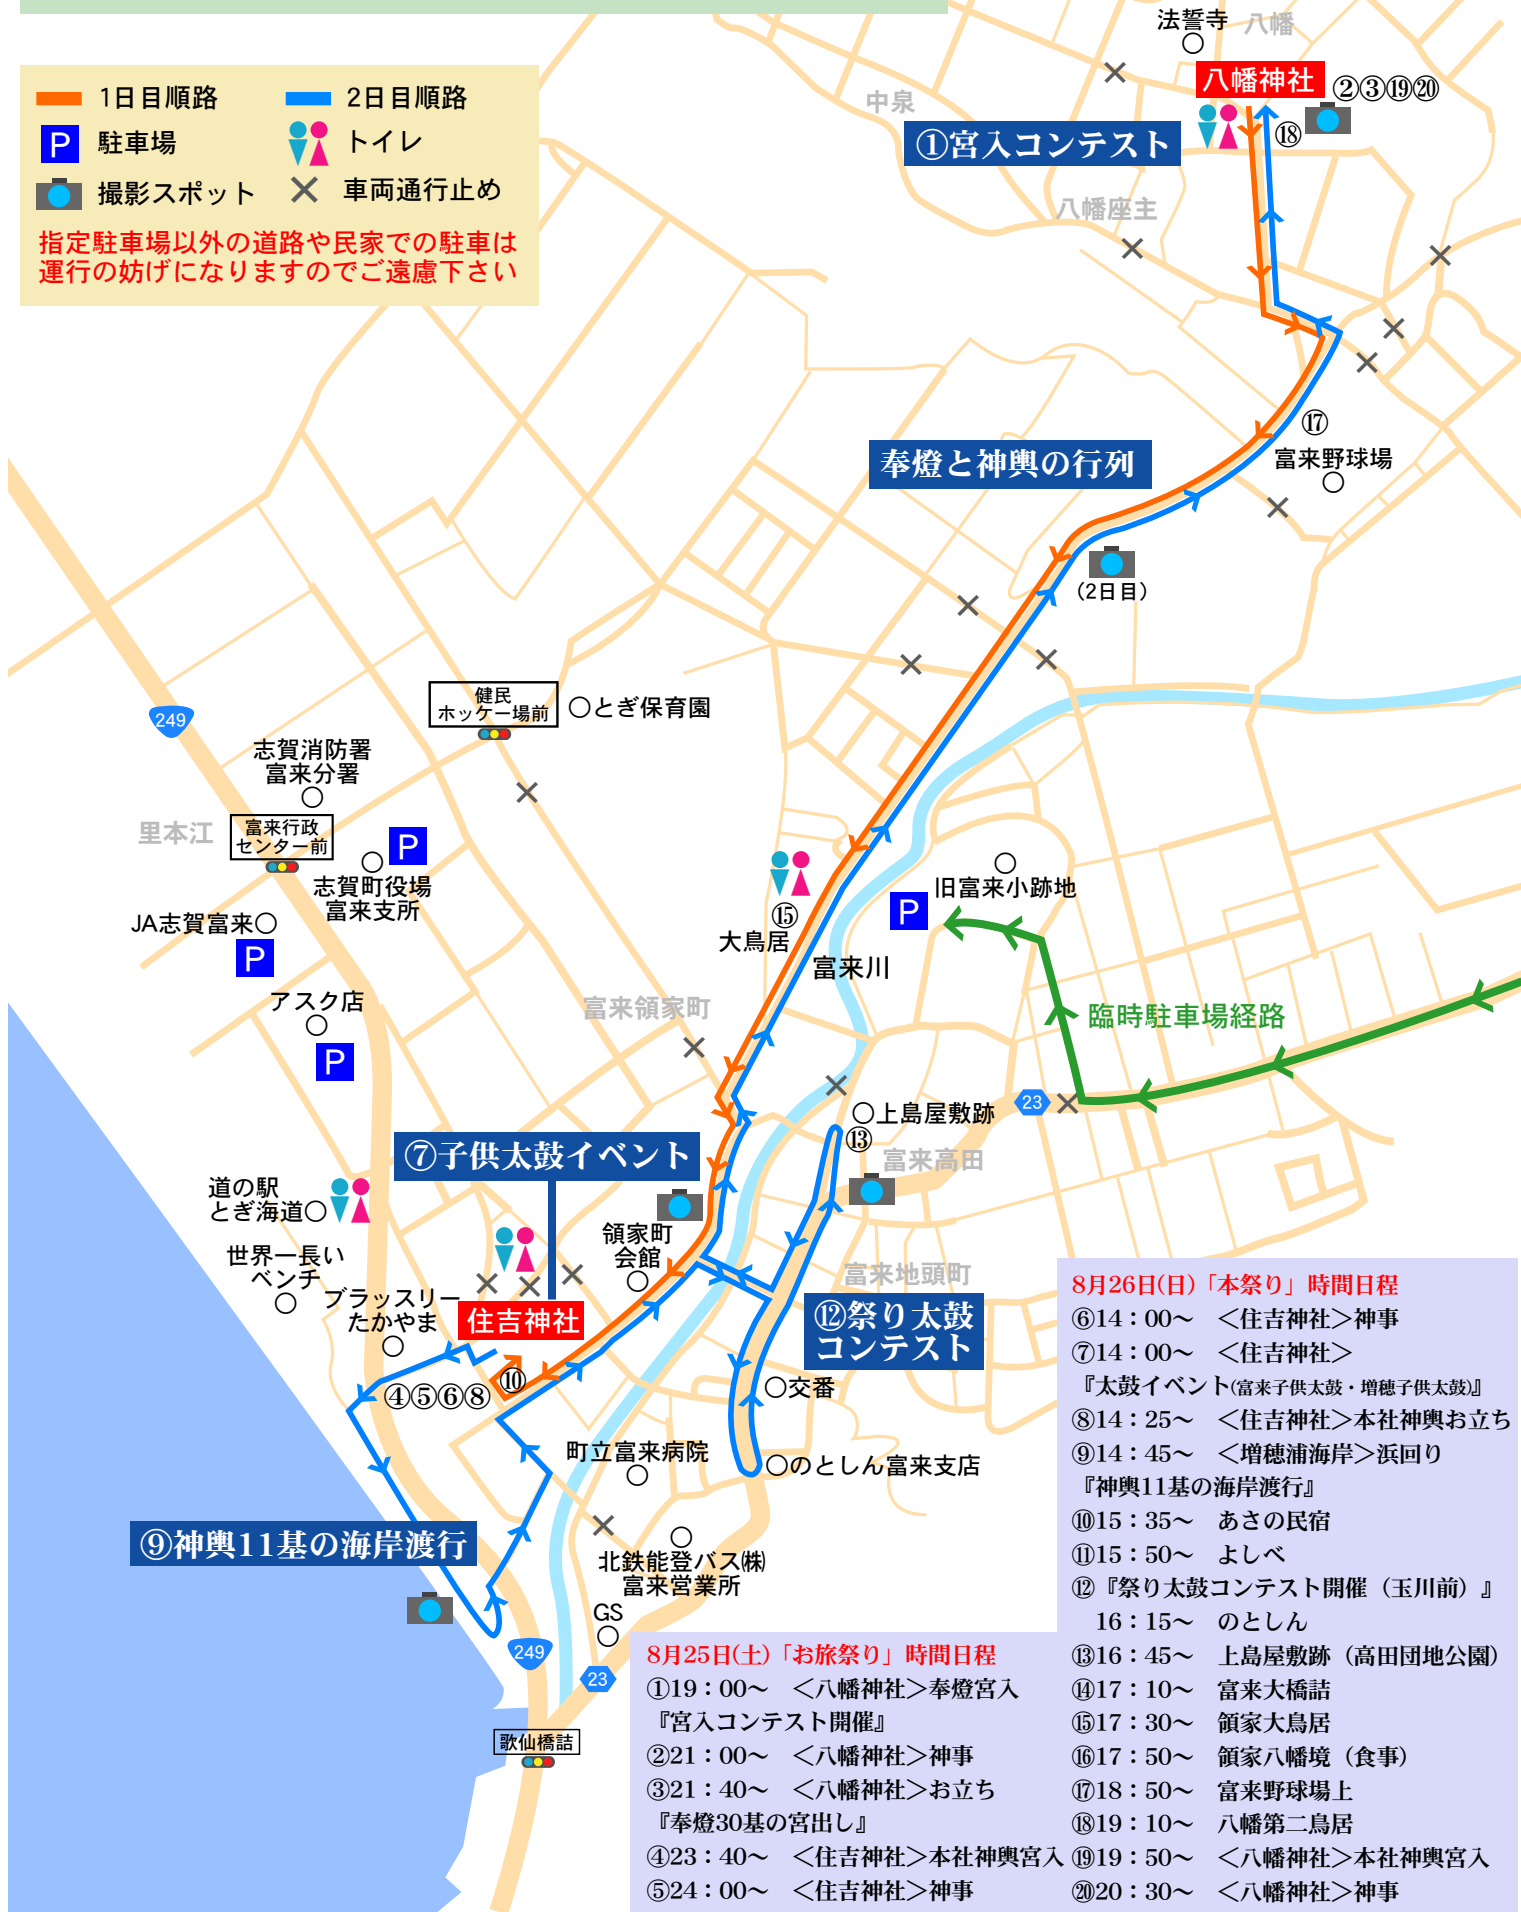 1日目順路
2日目順路
P
駐車場
トイレ
撮影スポット
車両通行止め
指定駐車場以外の道路や民家での駐車は
運行の妨げになりますのでご遠慮下さい
法誓寺
八幡
八幡神社
②③⑲⑳
⑱
中泉
①宮入コンテスト
八幡座主
⑰
富来野球場
奉燈と神輿の行列
(2日目)
健民
ホッケー場前
とぎ保育園
249
志賀消防署
富来分署
里本江
富来行政
センター前
P
志賀町役場
富来支所
JA志賀富来
P
アスク店
P
⑮
大鳥居
富来川
P
旧富来小跡地
臨時駐車場経路
富来領家町
23
上島屋敷跡
⑬
富来高田
⑦子供太鼓イベント
道の駅
とぎ海道
世界一長い
ベンチ
ブラッスリー
たかやま
領家町
会館
住吉神社
富来地頭町
⑫祭り太鼓
コンテスト
④⑤⑥⑧
⑩
交番
町立富来病院
のとしん富来支店
⑨神輿11基の海岸渡行
北鉄能登バス㈱
富来営業所
GS
249
23
歌仙橋詰
8月25日(土)「お旅祭り」時間日程
①19：00〜　＜八幡神社＞奉燈宮入
『宮入コンテスト開催』
②21：00〜　＜八幡神社＞神事
③21：40〜　＜八幡神社＞お立ち
『奉燈30基の宮出し』
④23：40〜　＜住吉神社＞本社神輿宮入
⑤24：00〜　＜住吉神社＞神事
8月26日(日)「本祭り」時間日程
⑥14：00〜　＜住吉神社＞神事
⑦14：00〜　＜住吉神社＞
『太鼓イベント(富来子供太鼓・増穂子供太鼓)』
⑧14：25〜　＜住吉神社＞本社神輿お立ち
⑨14：45〜　＜増穂浦海岸＞浜回り
『神輿11基の海岸渡行』
⑩15：35〜　あさの民宿
⑪15：50〜　よしべ
⑫『祭り太鼓コンテスト開催（玉川前）』
16：15〜　のとしん
⑬16：45〜　上島屋敷跡（高田団地公園）
⑭17：10〜　富来大橋詰
⑮17：30〜　領家大鳥居
⑯17：50〜　領家八幡境（食事）
⑰18：50〜　富来野球場上
⑱19：10〜　八幡第二鳥居
⑲19：50〜　＜八幡神社＞本社神輿宮入
⑳20：30〜　＜八幡神社＞神事